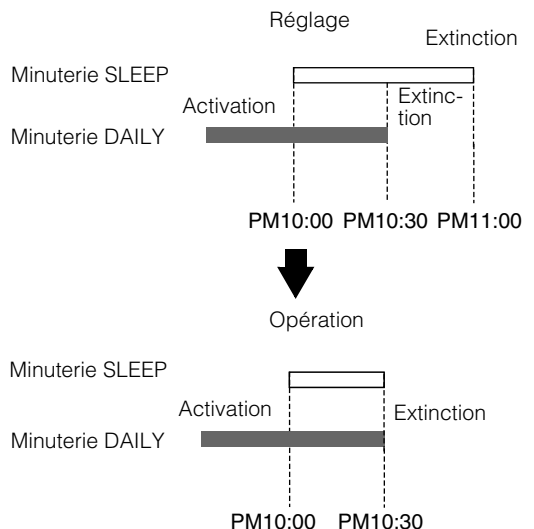 Réglage
Extinction
Minuterie SLEEP
Activation
Extinc-
tion
Minuterie DAILY
PM10:00 PM10:30 PM11:00
Opération
Minuterie SLEEP
Activation
Extinction
Minuterie DAILY
PM10:00 PM10:30